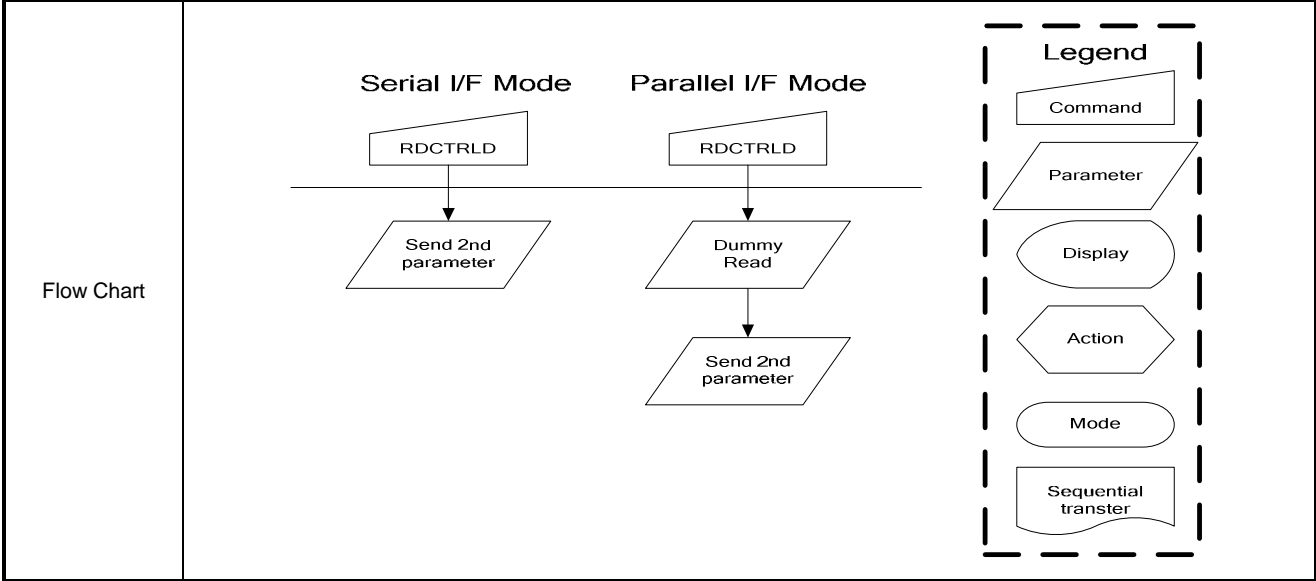 Flow Chart
Serial I/F Mode
RDCTRLD
Send 2nd
parameter
Parallel I/F Mode
RDCTRLD
Dummy
Read
Send 2nd
parameter
Legend
Command
Parameter
Display
Action
Mode
Sequential
transter